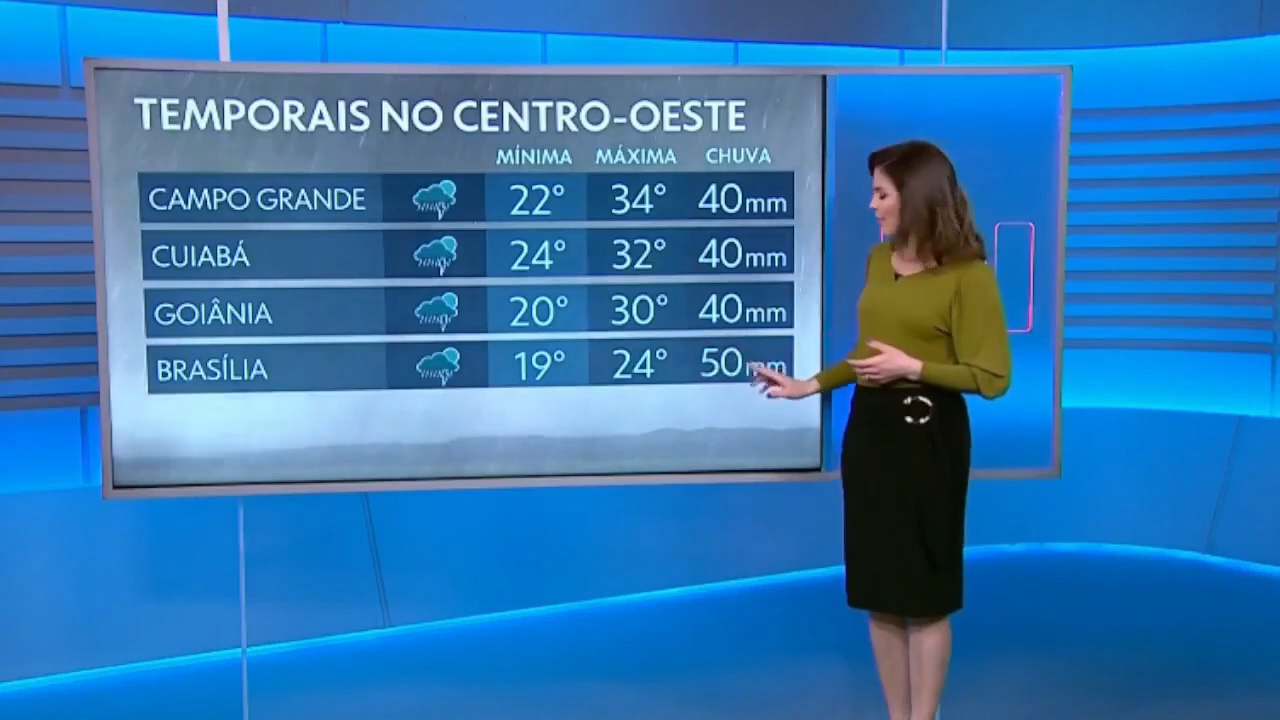 TEMPORAIS NO CENTRO-OESTE
MÍNIMA MÁXIMA CHUVA
CAMPO GRANDE 22° 34° 40mm
CUIABÁ 24° 32° 40mm
GOIÂNIA 20° 30° 40mm
BRASÍLIA 19° 24° 50mm